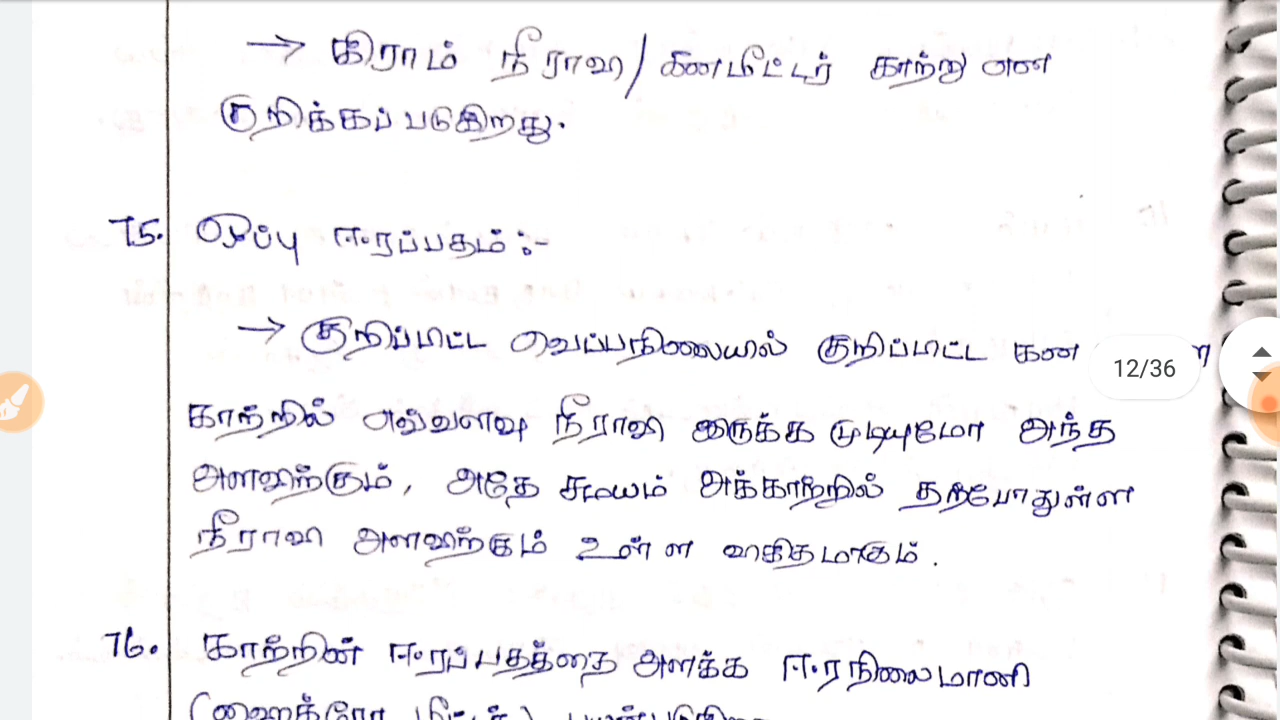 → கிராம் நீராவி / கனமீட்டர் காற்று என
குறிக்கப்படுகிறது.
75. ஒப்பு ஈரப்பதம் :-
→ குறிப்பிட்ட வெப்பநிலையில் குறிப்பிட்ட கன
12/36
காற்றில் எவ்வளவு நீராவி இருக்க முடியுமோ அந்த
அளவிற்கும், அதே சமயம் அக்காற்றில் தற்போதுள்ள
நீராவி அளவிற்கும் உள்ள விகிதமாகும்.
76. காற்றின் ஈரப்பதத்தை அளக்க ஈரநிலைமானி